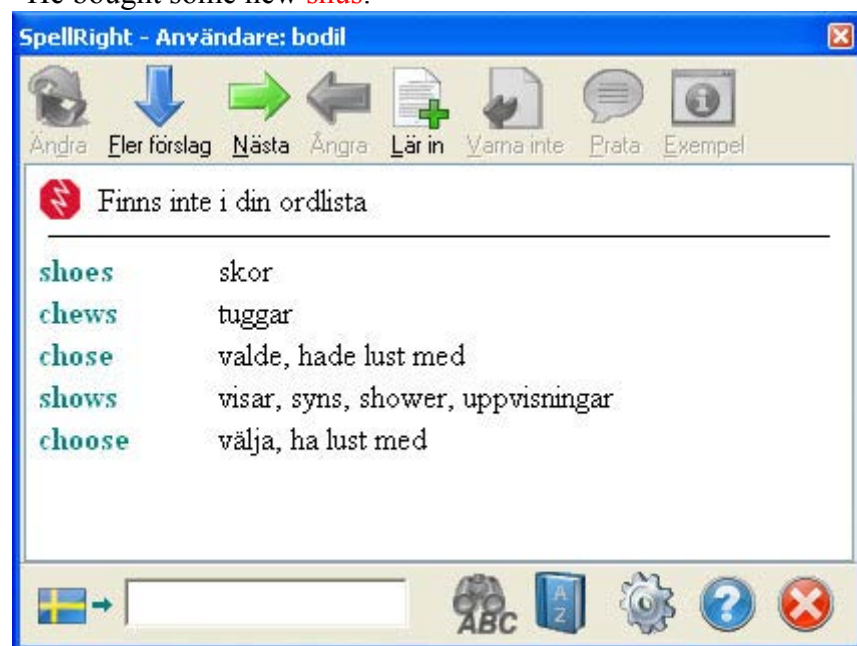 He bought some new shus.
SpellRight - Användare: bodil
Ändra Fler förslag Nästa Ångra Lär in Varna inte Prata Exempel
Finns inte i din ordlista
shoes skor
chews tuggar
chose valde, hade lust med
shows visar, syns, shower, uppvisningar
choose välja, ha lust med
ABC
A
Z